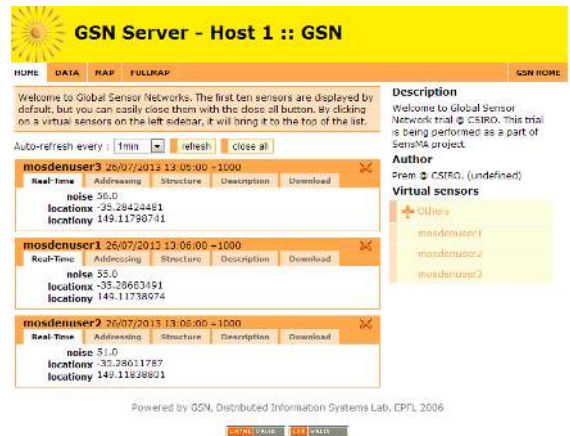 GSN Server - Host 1 :: GSN
HOME DATA MAP FULLMAP GSN HOME
Welcome to Global Sensor Networks. The first ten sensors are displayed by
default, but you can easily close them with the close all button. By clicking
on a virtual sensors on the left sidebar, it will bring it to the top of the list.
Auto-refresh every : 1min refresh close all
mosdenuser3 26/07/2013 13:06:00 +1000
Real-Time Addressing Structure Description Download
noise 56.0
locationx -35.28424481
locationy 149.11798741
mosdenuser1 26/07/2013 13:06:00 +1000
Real-Time Addressing Structure Description Download
noise 55.0
locationx -35.28683491
locationy 149.11738974
mosdenuser2 26/07/2013 13:06:00 +1000
Real-Time Addressing Structure Description Download
noise 51.0
locationx -35.28611787
locationy 149.11838801
Description
Welcome to Global Sensor
Network trial @ CSIRO. This trial
is being performed as a part of
SensMA project
Author
Prem @ CSIRO. (undefined)
Virtual sensors
Others
mosdenuser1
mosdenuser2
mosdenuser3
Powered by GSN, Distributed Information Systems Lab, EPFL 2006
XHTML VALID CSS VALID